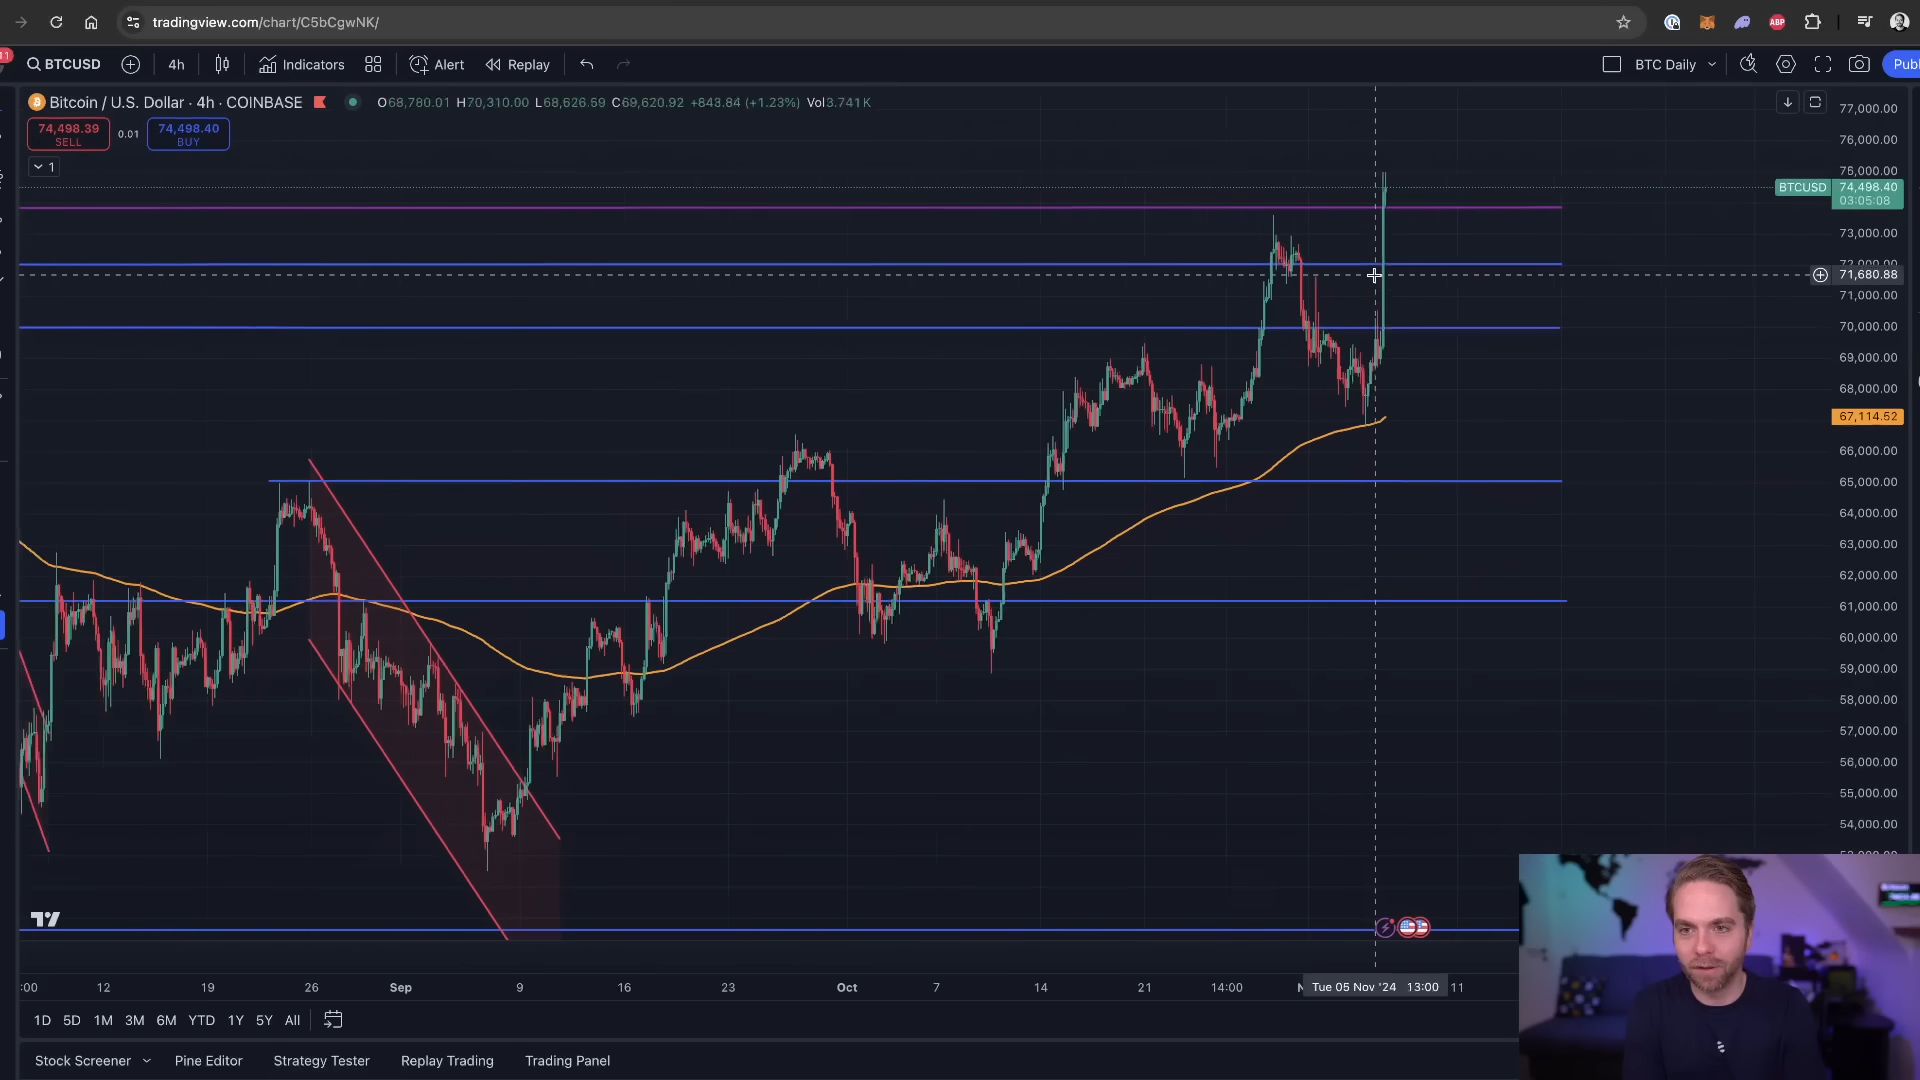 tradingview.com/chart/C5bCgwNK/
ABP
11
BTCUSD
4h
Indicators
Alert
Replay
BTC Daily
Publ
Bitcoin / U.S. Dollar · 4h · COINBASE
O68,780.01 H70,310.00 L68,626.69 C69,620.92 +843.84 (+1.23%) Vol3.741K
74,498.39
SELL
0.01
74,498.40
BUY
1
77,000.00
76,000.00
75,000.00
BTCUSD
74,498.40
03:05:08
73,000.00
72,000.00
71,680.88
71,000.00
70,000.00
69,000.00
68,000.00
67,114.52
66,000.00
65,000.00
64,000.00
63,000.00
62,000.00
61,000.00
60,000.00
59,000.00
58,000.00
57,000.00
56,000.00
55,000.00
54,000.00
:00
12
19
26
Sep
9
16
23
Oct
7
14
21
14:00
Tue 05 Nov '24 13:00
11
1D
5D
1M
3M
6M
YTD
1Y
5Y
All
Stock Screener
Pine Editor
Strategy Tester
Replay Trading
Trading Panel